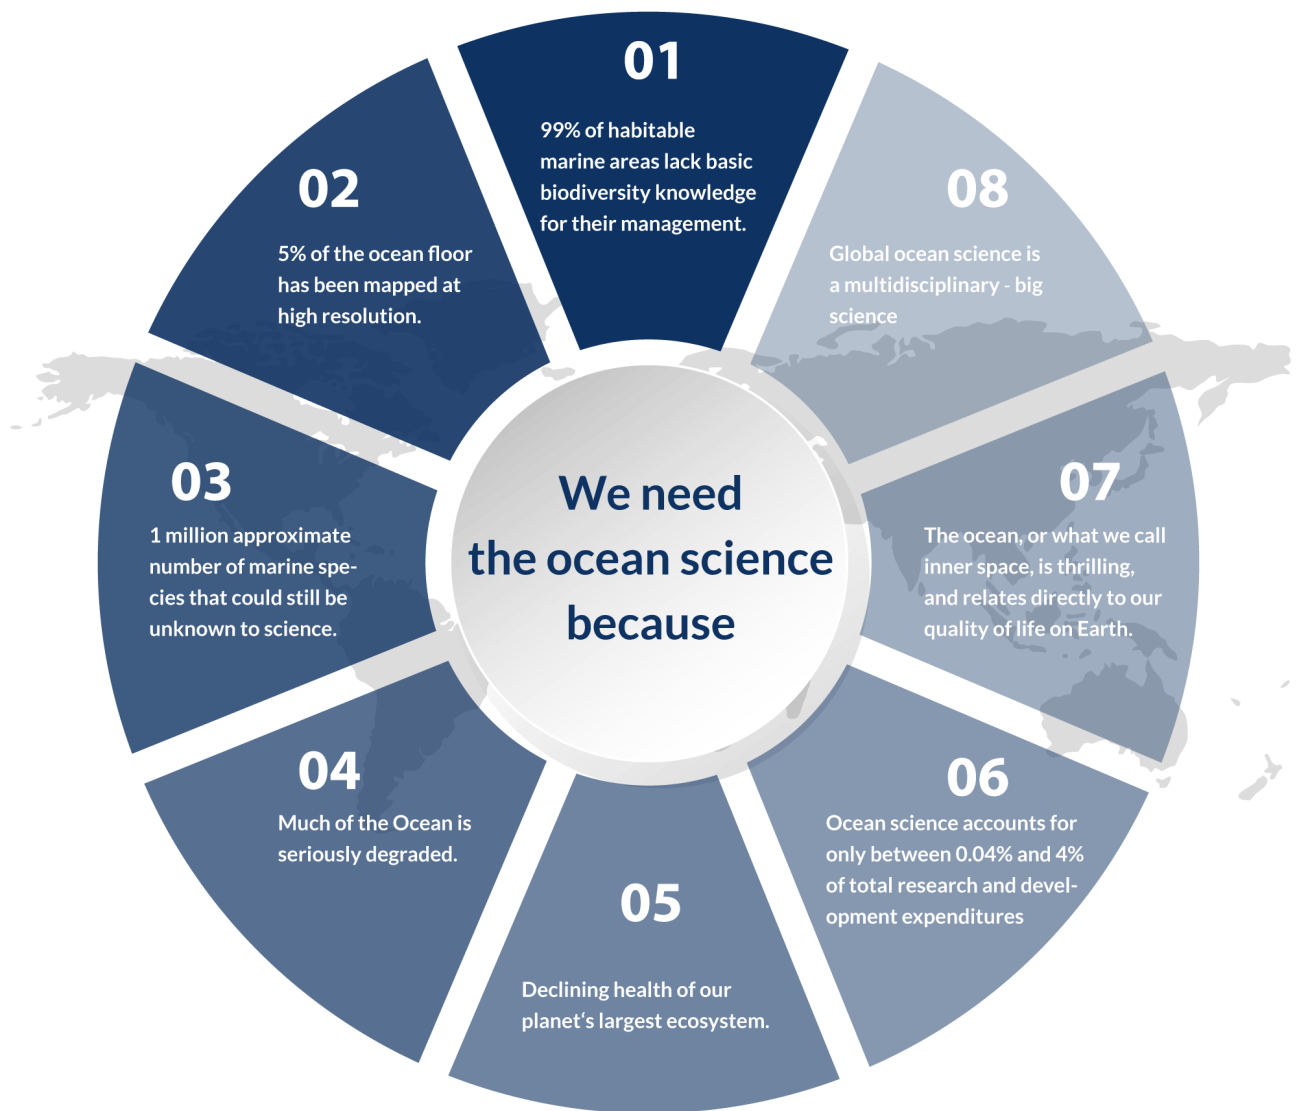 We need
the ocean science
because
01
99% of habitable
marine areas lack basic
biodiversity knowledge
for their management.
02
5% of the ocean floor
has been mapped at
high resolution.
03
1 million approximate
number of marine spe-
cies that could still be
unknown to science.
04
Much of the Ocean is
seriously degraded.
05
Declining health of our
planet‘s largest ecosystem.
06
Ocean science accounts for
only between 0.04% and 4%
of total research and devel-
opment expenditures
07
The ocean, or what we call
inner space, is thrilling,
and relates directly to our
quality of life on Earth.
08
Global ocean science is
a multidisciplinary - big
science